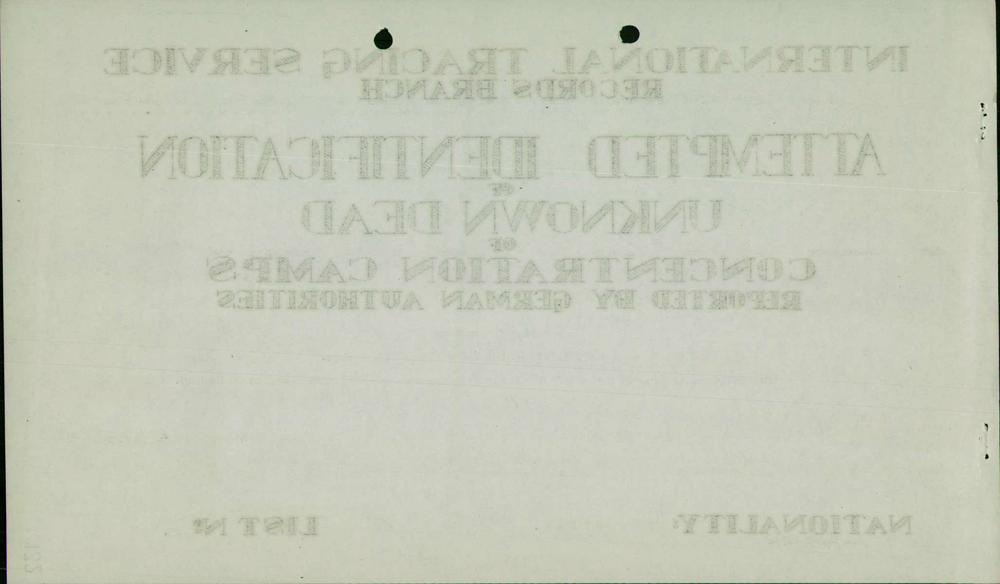 INTERNATIONAL TRACING SERVICE
RECORDS BRANCH
ATTEMPTED IDENTIFICATION
OF
UNKNOWN DEAD
OF
CONCENTRATION CAMPS
REPORTED BY GERMAN AUTHORITIES
NATIONALITY: LIST Nº
122